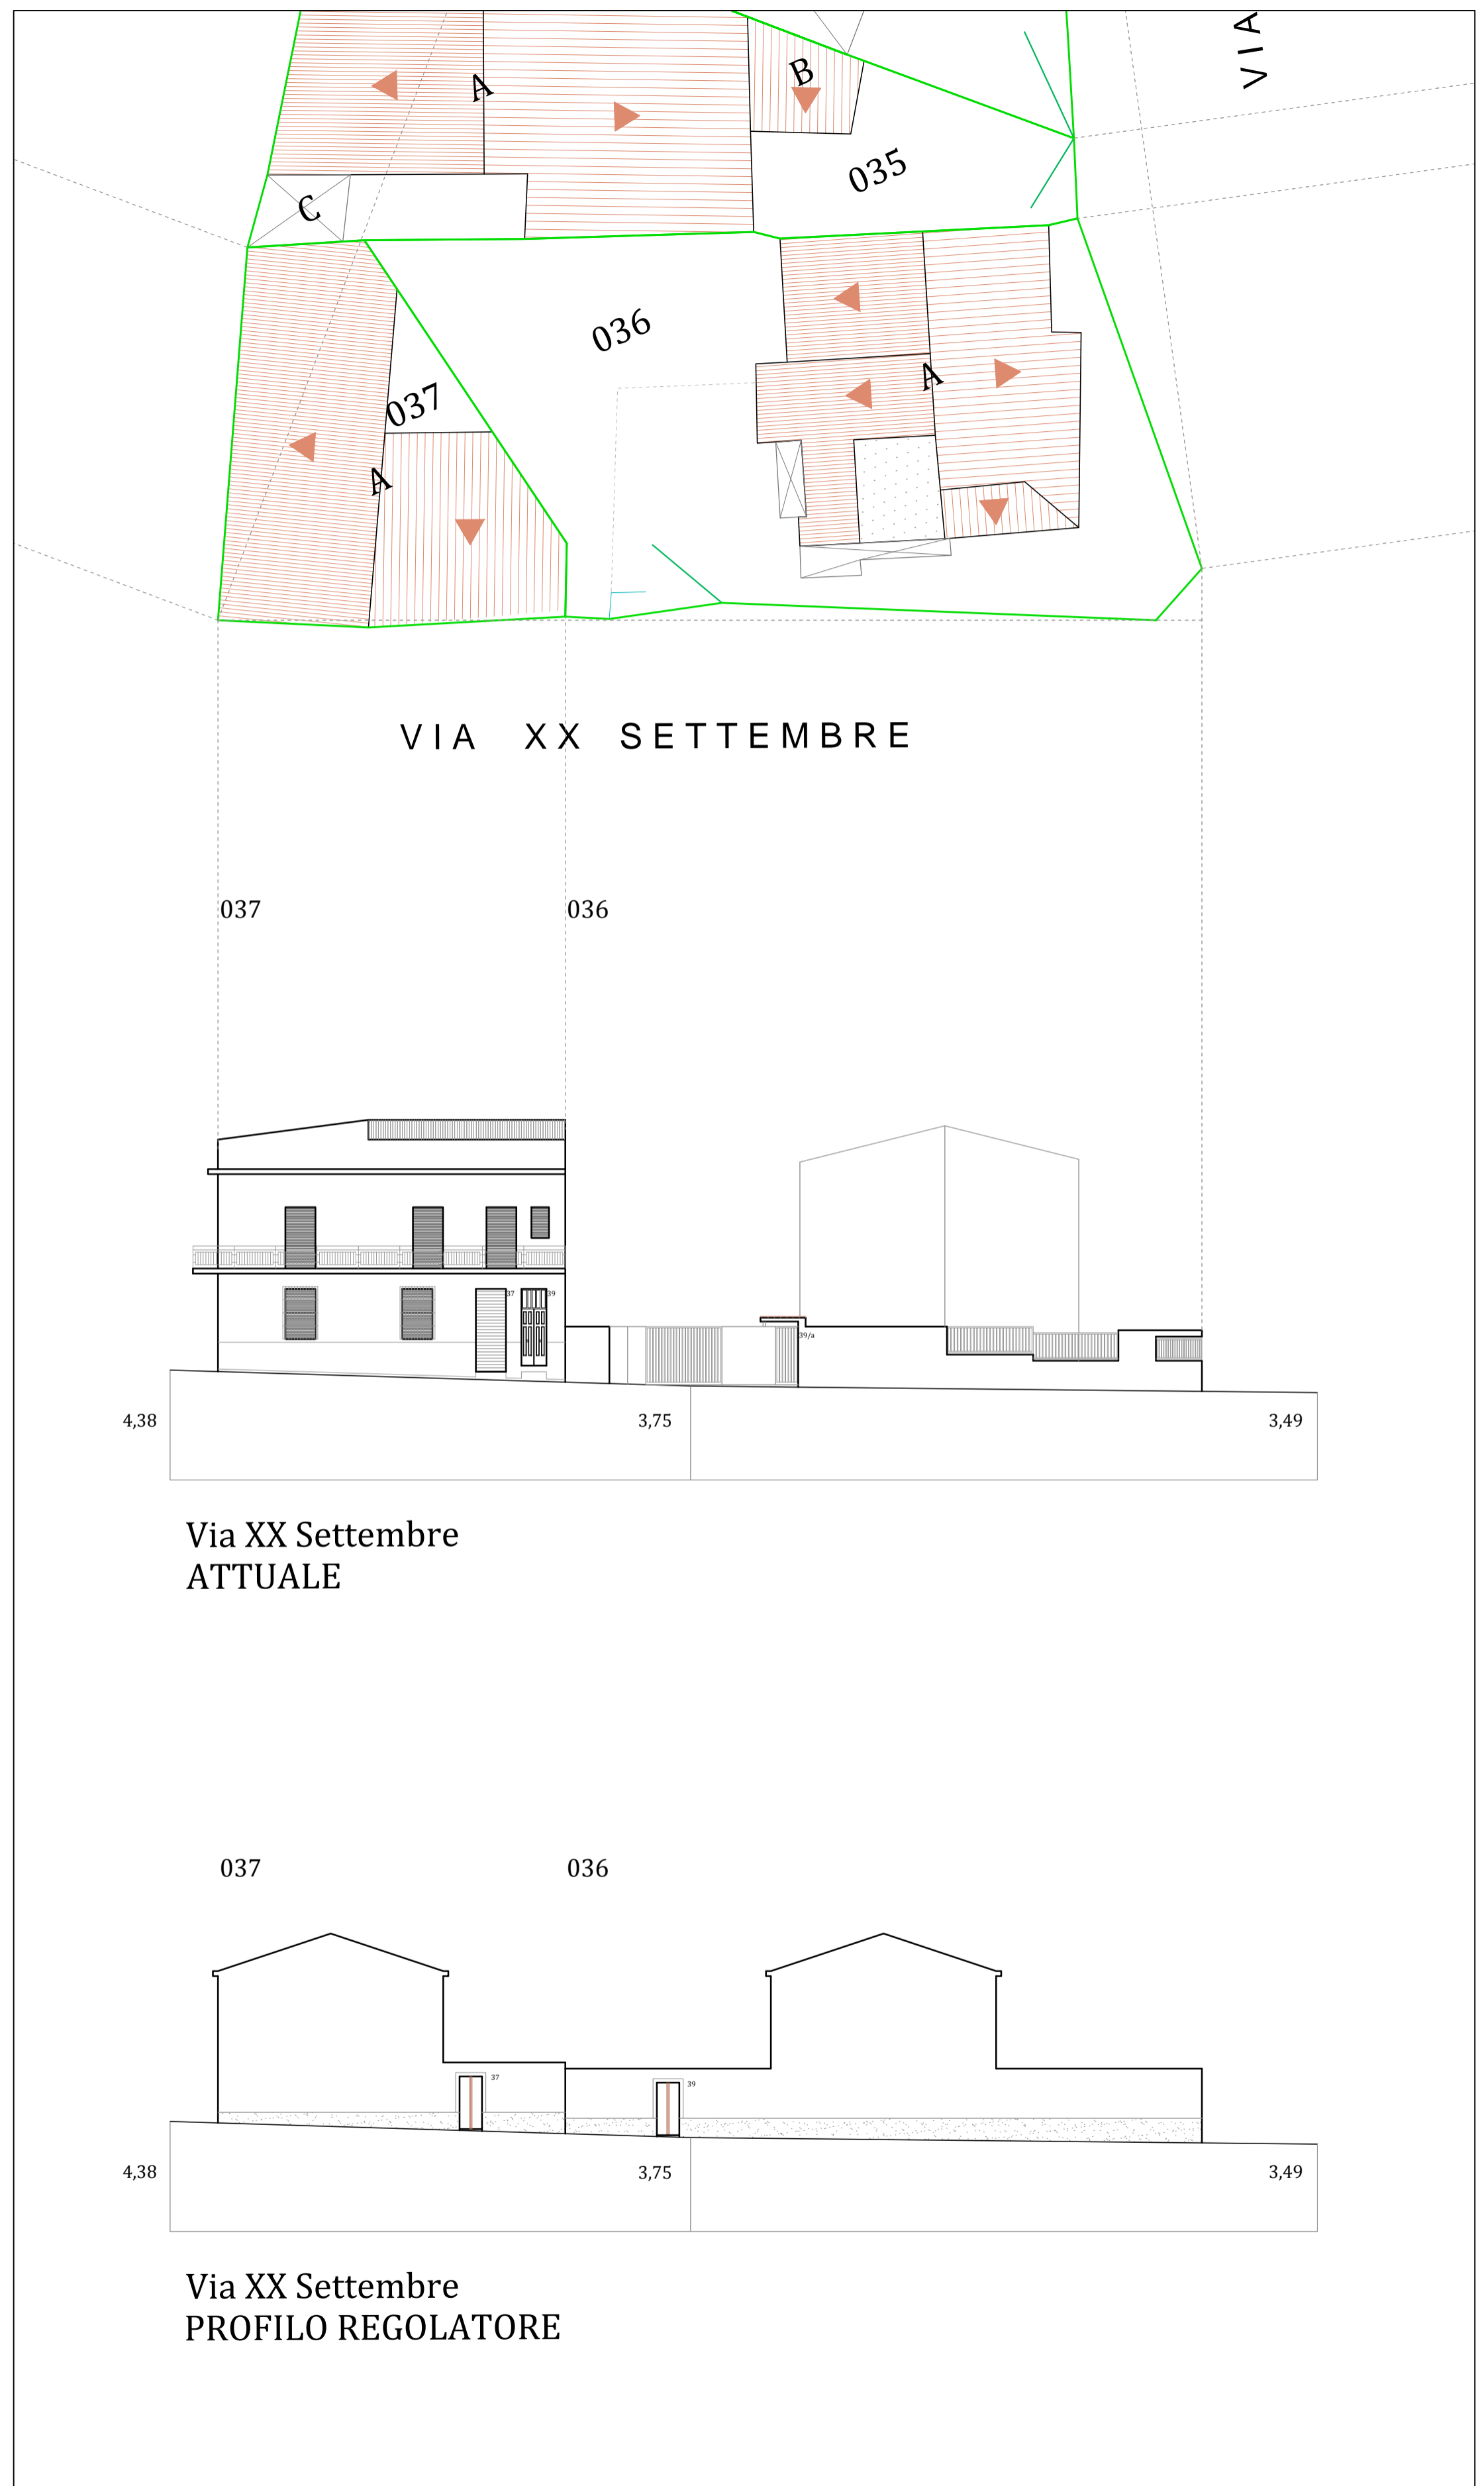 VIA
A
B
035
C
036
037
A
A
VIA XX SETTEMBRE
037 036
37 39
39/a
4,38 3,75 3,49
Via XX Settembre
ATTUALE
037 036
37 39
4,38 3,75 3,49
Via XX Settembre
PROFILO REGOLATORE